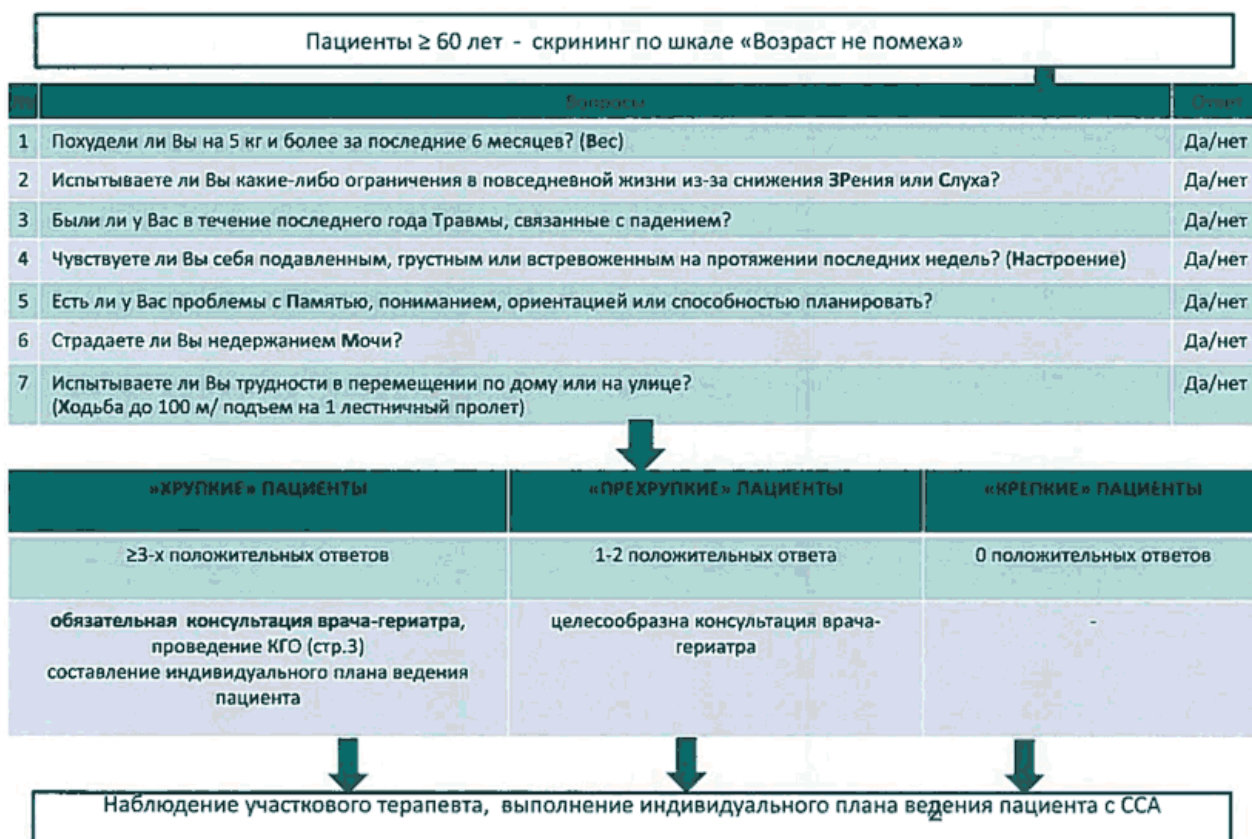 Пациенты ≥ 60 лет - скрининг по шкале «Возраст не помеха»
Вопросы Ответ
1 Похудели ли Вы на 5 кг и более за последние 6 месяцев? (Вес) Да/нет
2 Испытываете ли Вы какие-либо ограничения в повседневной жизни из-за снижения ЗРения или Слуха? Да/нет
3 Были ли у Вас в течение последнего года Травмы, связанные с падением? Да/нет
4 Чувствуете ли Вы себя подавленным, грустным или встревоженным на протяжении последних недель? (Настроение) Да/нет
5 Есть ли у Вас проблемы с Памятью, пониманием, ориентацией или способностью планировать? Да/нет
6 Страдаете ли Вы недержанием Мочи? Да/нет
7 Испытываете ли Вы трудности в перемещении по дому или на улице? Да/нет
(Ходьба до 100 м/ подъем на 1 лестничный пролет)
»ХРУПКИЕ» ПАЦИЕНТЫ «ПРЕХРУПКИЕ» ПАЦИЕНТЫ «КРЕПКИЕ» ПАЦИЕНТЫ
≥3-х положительных ответов 1-2 положительных ответа 0 положительных ответов
обязательная консультация врача-гериатра, целесообразна консультация врача- -
проведение КГО (стр.3) гериатра
составление индивидуального плана ведения
пациента
Наблюдение участкового терапевта, выполнение индивидуального плана ведения пациента с ССА
2